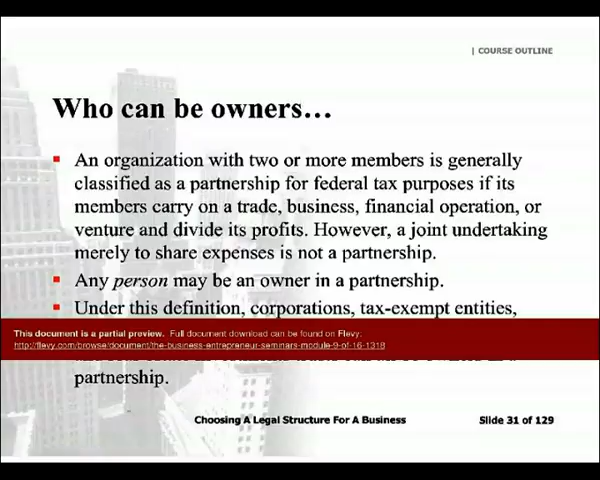 | COURSE OUTLINE
Who can be owners…
An organization with two or more members is generally
classified as a partnership for federal tax purposes if its
members carry on a trade, business, financial operation, or
venture and divide its profits. However, a joint undertaking
merely to share expenses is not a partnership.
Any person may be an owner in a partnership.
Under this definition, corporations, tax-exempt entities,
This document is a partial preview. Full document download can be found on Flevy:
http://flevy.com/browse/document/the-business-entrepreneur-seminars-module-9-of-16-1318
partnership.
Choosing A Legal Structure For A Business
Slide 31 of 129